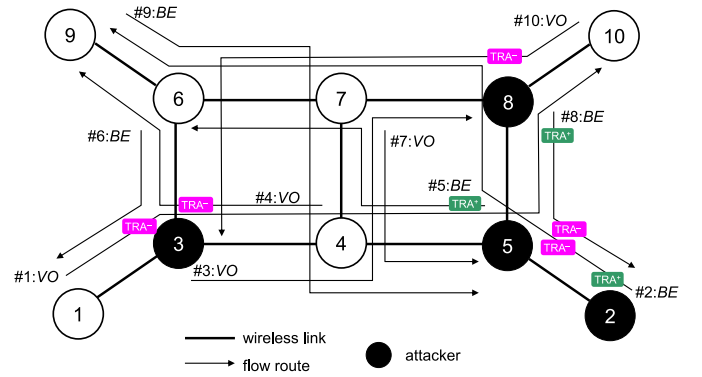 #9:BE
#10:VO
9
10
TRA⁻
6
7
8
#6:BE
#7:VO
#8:BE
TRA⁺
#5:BE
TRA⁻
#4:VO
TRA⁺
TRA⁻
TRA⁻
TRA⁻
3
4
5
#1:VO
#3:VO
TRA⁺
#2:BE
1
2
wireless link
flow route
attacker